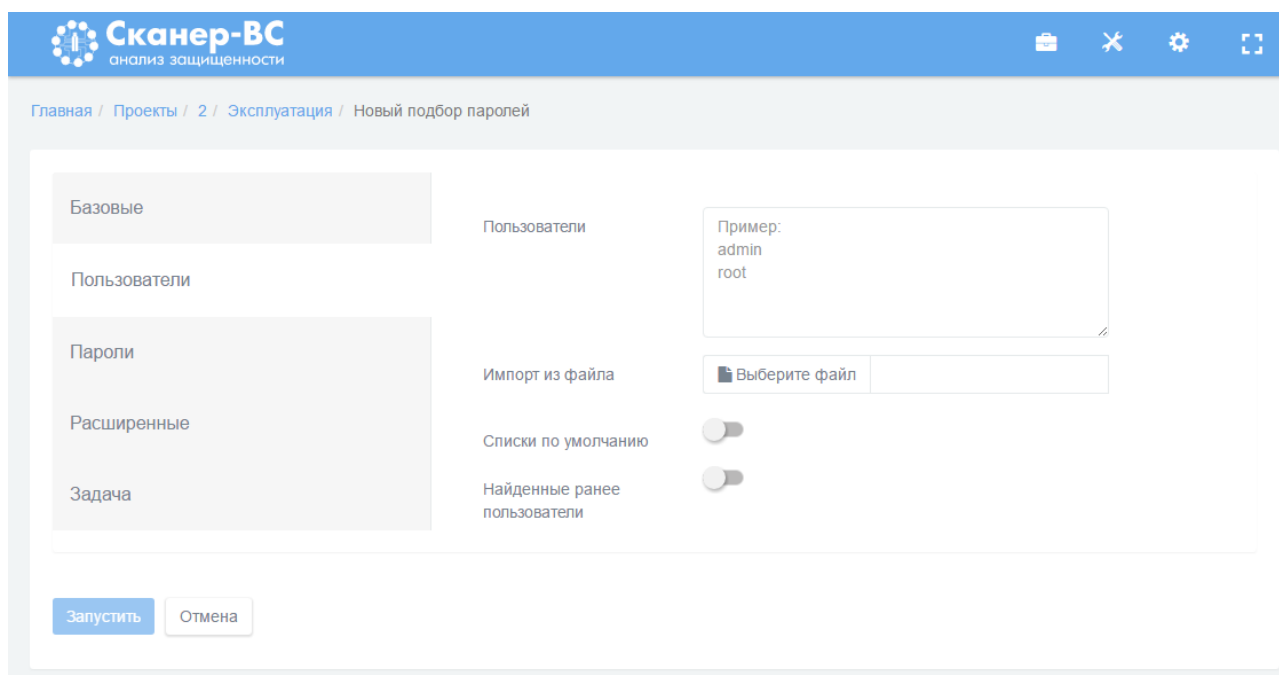 Сканер-ВС
анализ защищенности
Главная / Проекты / 2 / Эксплуатация / Новый подбор паролей
Базовые
Пользователи
Пароли
Расширенные
Задача
Пользователи
Пример:
admin
root
Импорт из файла
Выберите файл
Списки по умолчанию
Найденные ранее
пользователи
Запустить
Отмена